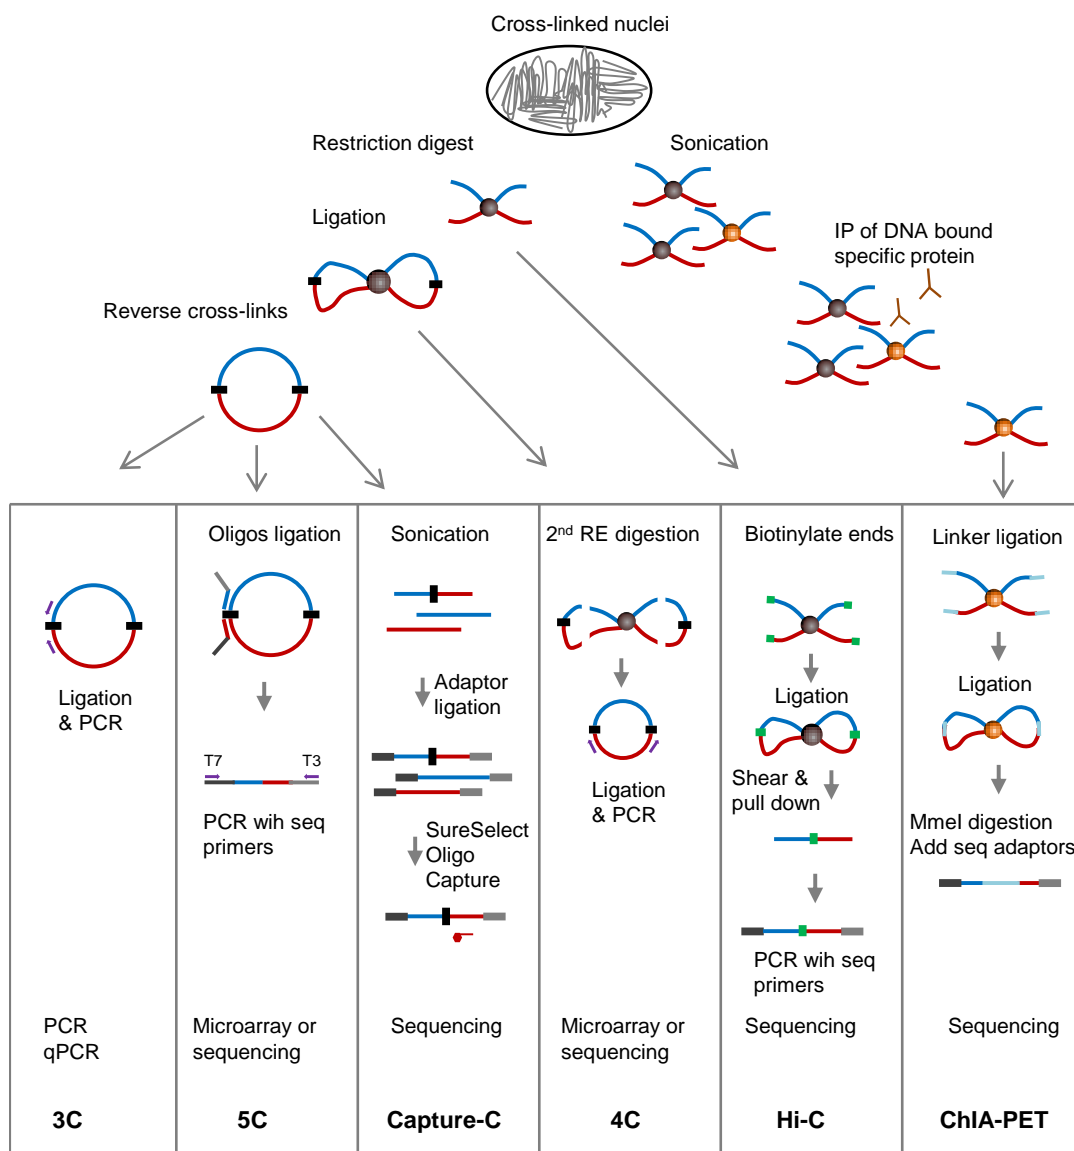 Cross-linked nuclei
Restriction digest
Sonication
Ligation
IP of DNA bound
specific protein
Reverse cross-links
Ligation
& PCR
PCR
qPCR
3C
Oligos ligation
T7
T3
PCR wih seq
primers
Microarray or
sequencing
5C
Sonication
Adaptor
ligation
SureSelect
Oligo
Capture
Sequencing
Capture-C
2nd RE digestion
Ligation
& PCR
Microarray or
sequencing
4C
Biotinylate ends
Ligation
Shear &
pull down
PCR wih seq
primers
Sequencing
Hi-C
Linker ligation
Ligation
MmeI digestion
Add seq adaptors
Sequencing
ChIA-PET